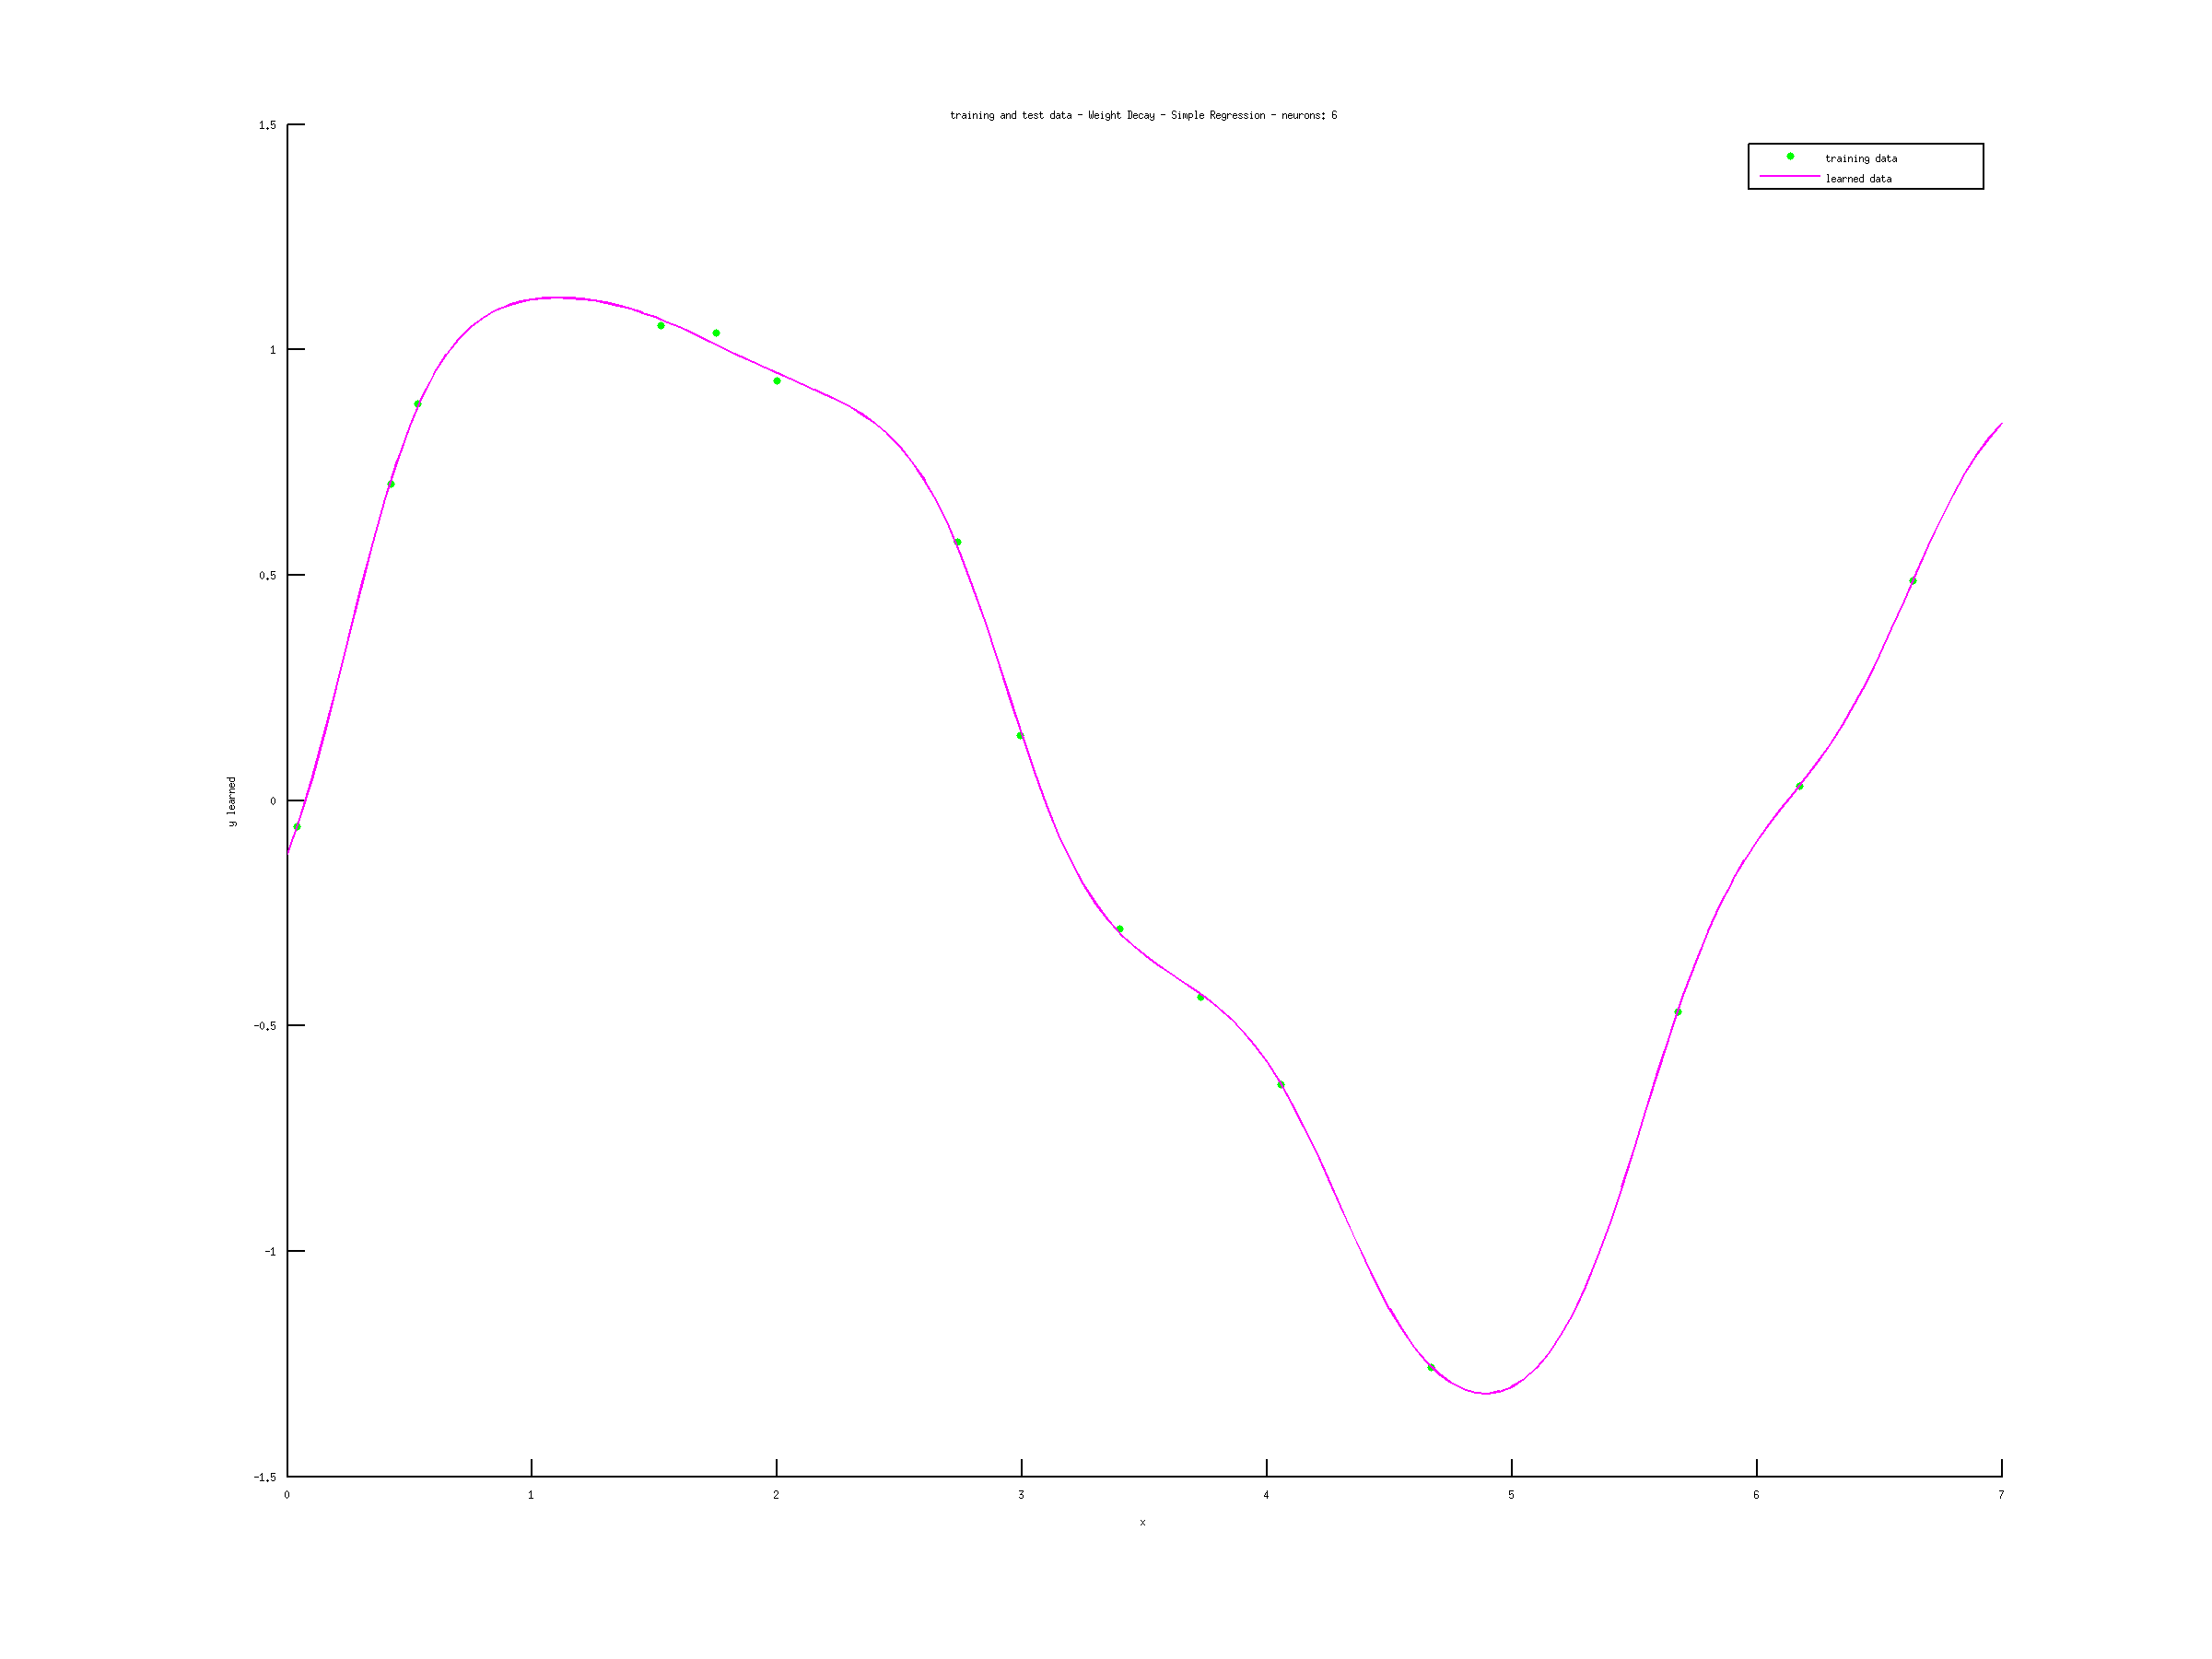 training and test data - Weight Decay - Simple Regression - neurons: 6
training data
learned data
1.5
1
0.5
0
-0.5
-1
-1.5
y learned
0 1 2 3 4 5 6 7
x